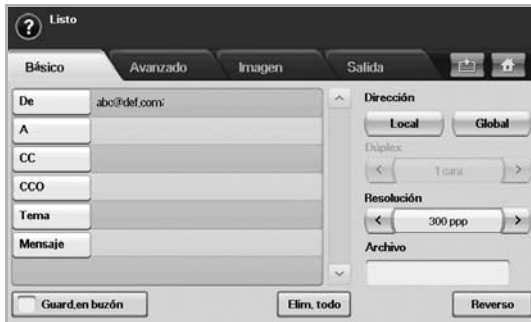 ? Listo
Básico Avanzado Imagen Salida
De abc@def.com;
A
CC
CCO
Tema
Mensaje
Dirección
Local Global
Dúplex
< 1 cara >
Resolución
< 300 ppp >
Archivo
Guard.en buzón Elim. todo Reverso